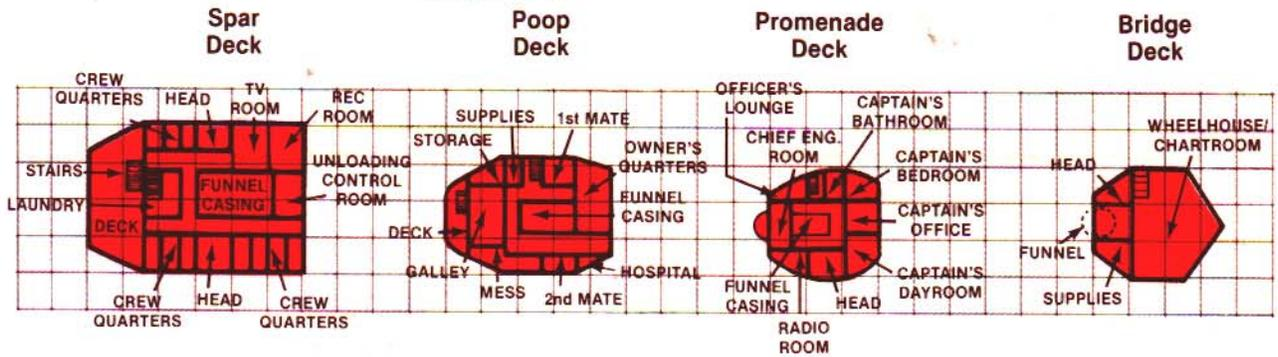 Spar
Deck
CREW
QUARTERS
HEAD
TV
ROOM
REC
ROOM
STAIRS
LAUNDRY
DECK
FUNNEL
CASING
UNLOADING
CONTROL
ROOM
CREW
QUARTERS
HEAD
CREW
QUARTERS
Poop
Deck
SUPPLIES
1st MATE
STORAGE
OWNER'S
QUARTERS
FUNNEL
CASING
DECK
GALLEY
MESS
2nd MATE
HOSPITAL
Promenade
Deck
OFFICER'S
LOUNGE
CAPTAIN'S
BATHROOM
CHIEF ENG.
ROOM
CAPTAIN'S
BEDROOM
CAPTAIN'S
OFFICE
CAPTAIN'S
DAYROOM
FUNNEL
CASING
HEAD
RADIO
ROOM
Bridge
Deck
WHEELHOUSE/
CHARTROOM
HEAD
FUNNEL
SUPPLIES